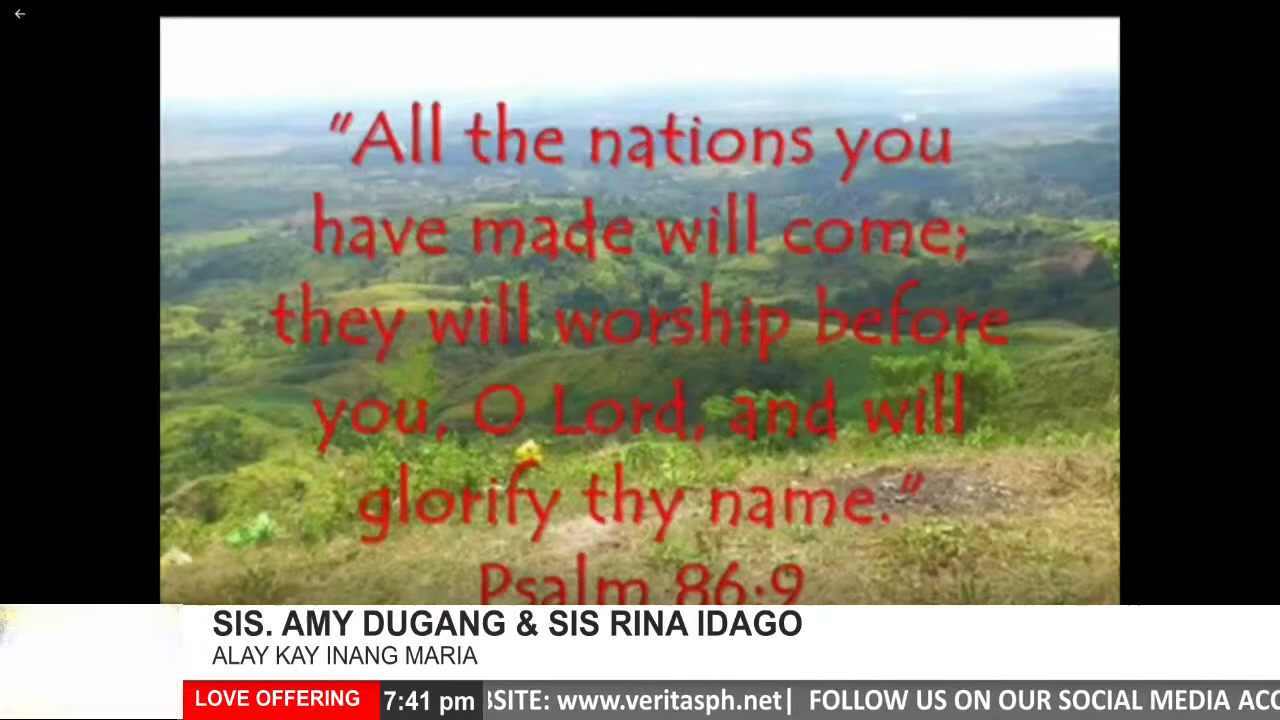 “All the nations you
have made will come;
they will worship before
you, O Lord, and will
glorify thy name.”
Psalm 86:9
SIS. AMY DUGANG & SIS RINA IDAGO
ALAY KAY INANG MARIA
LOVE OFFERING 7:41 pm www.veritasph.net| FOLLOW US ON OUR SOCIAL MEDIA